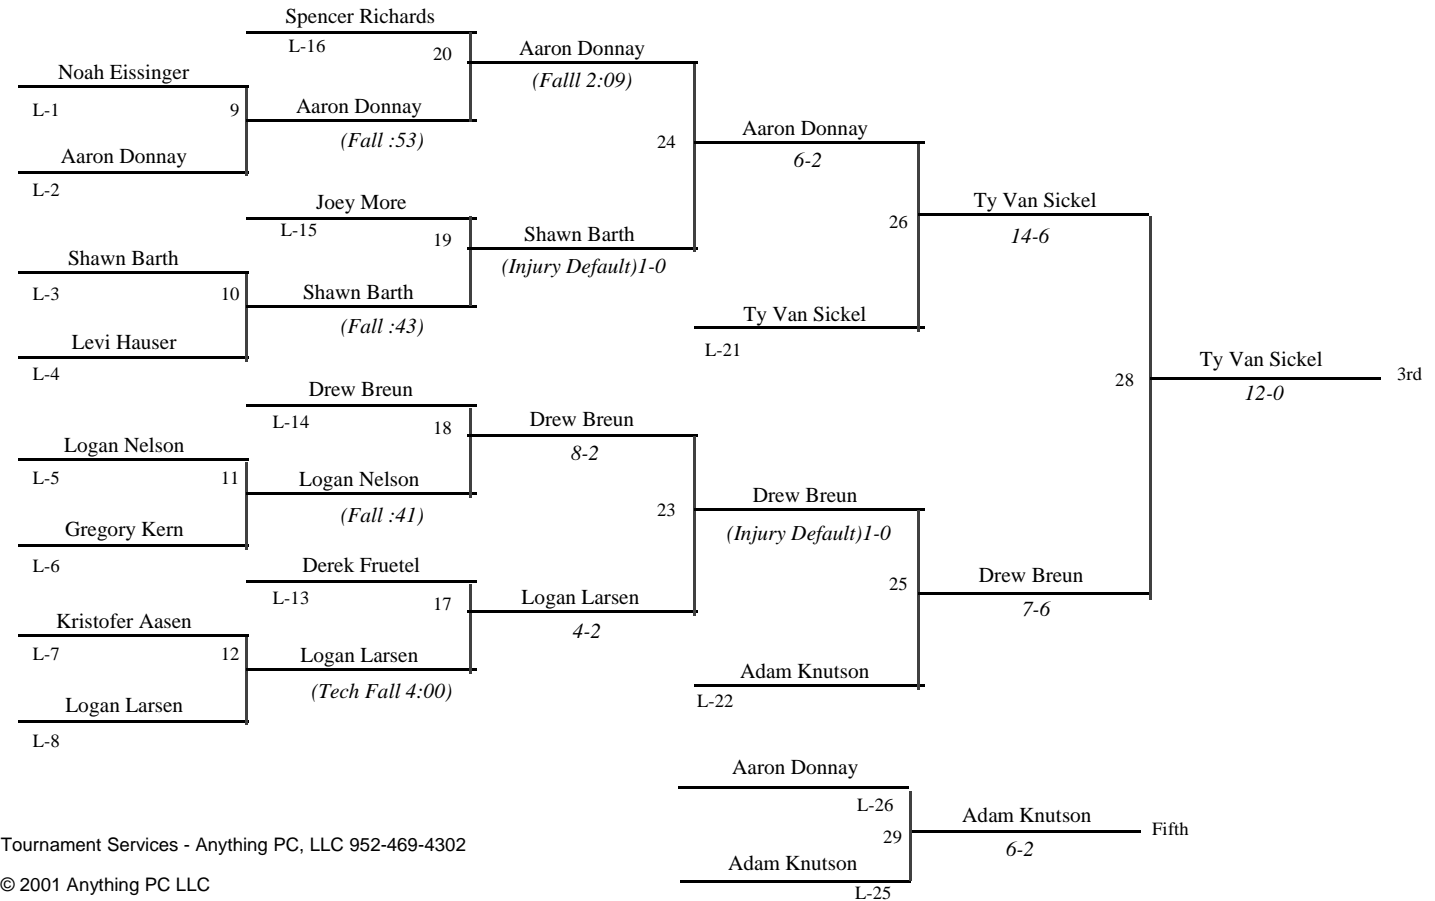 Spencer Richards
L-16
20
Aaron Donnay
(Falll 2:09)
Noah Eissinger
L-1
9
Aaron Donnay
(Fall :53)
Aaron Donnay
L-2
24
Aaron Donnay
6-2
Joey More
L-15
19
Shawn Barth
(Injury Default)1-0
Shawn Barth
L-3
10
Shawn Barth
(Fall :43)
Levi Hauser
L-4
26
Ty Van Sickel
14-6
Ty Van Sickel
L-21
28
Ty Van Sickel
12-0
3rd
Drew Breun
L-14
18
Drew Breun
8-2
Logan Nelson
L-5
11
Logan Nelson
(Fall :41)
Gregory Kern
L-6
23
Drew Breun
(Injury Default)1-0
Derek Fruetel
L-13
17
Logan Larsen
4-2
25
Drew Breun
7-6
Kristofer Aasen
L-7
12
Logan Larsen
(Tech Fall 4:00)
Logan Larsen
L-8
Adam Knutson
L-22
Aaron Donnay
L-26
29
Adam Knutson
6-2
Fifth
Adam Knutson
L-25
Tournament Services - Anything PC, LLC 952-469-4302
© 2001 Anything PC LLC